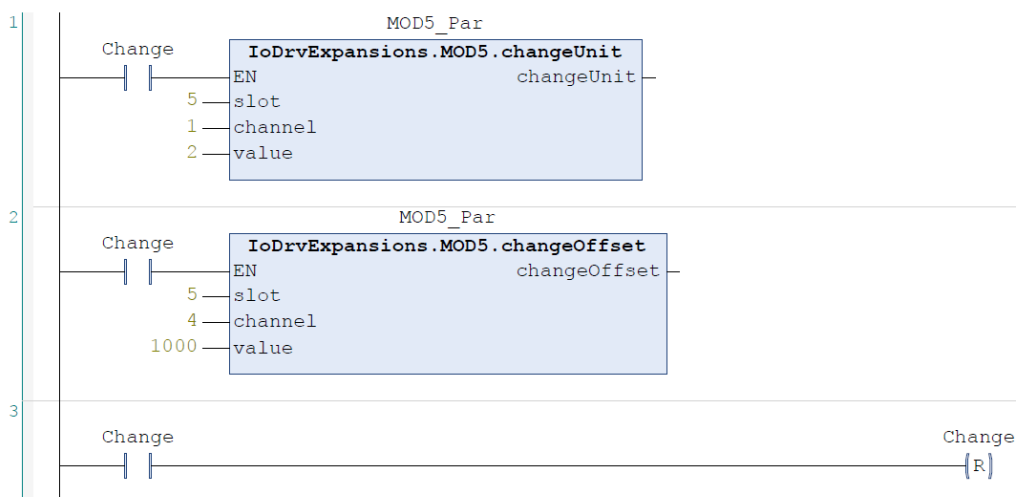 1
MOD5_Par
Change
IoDrvExpansions.MOD5.changeUnit
EN changeUnit
5 slot
1 channel
2 value
2
MOD5_Par
Change
IoDrvExpansions.MOD5.changeOffset
EN changeOffset
5 slot
4 channel
1000 value
3
Change Change
R